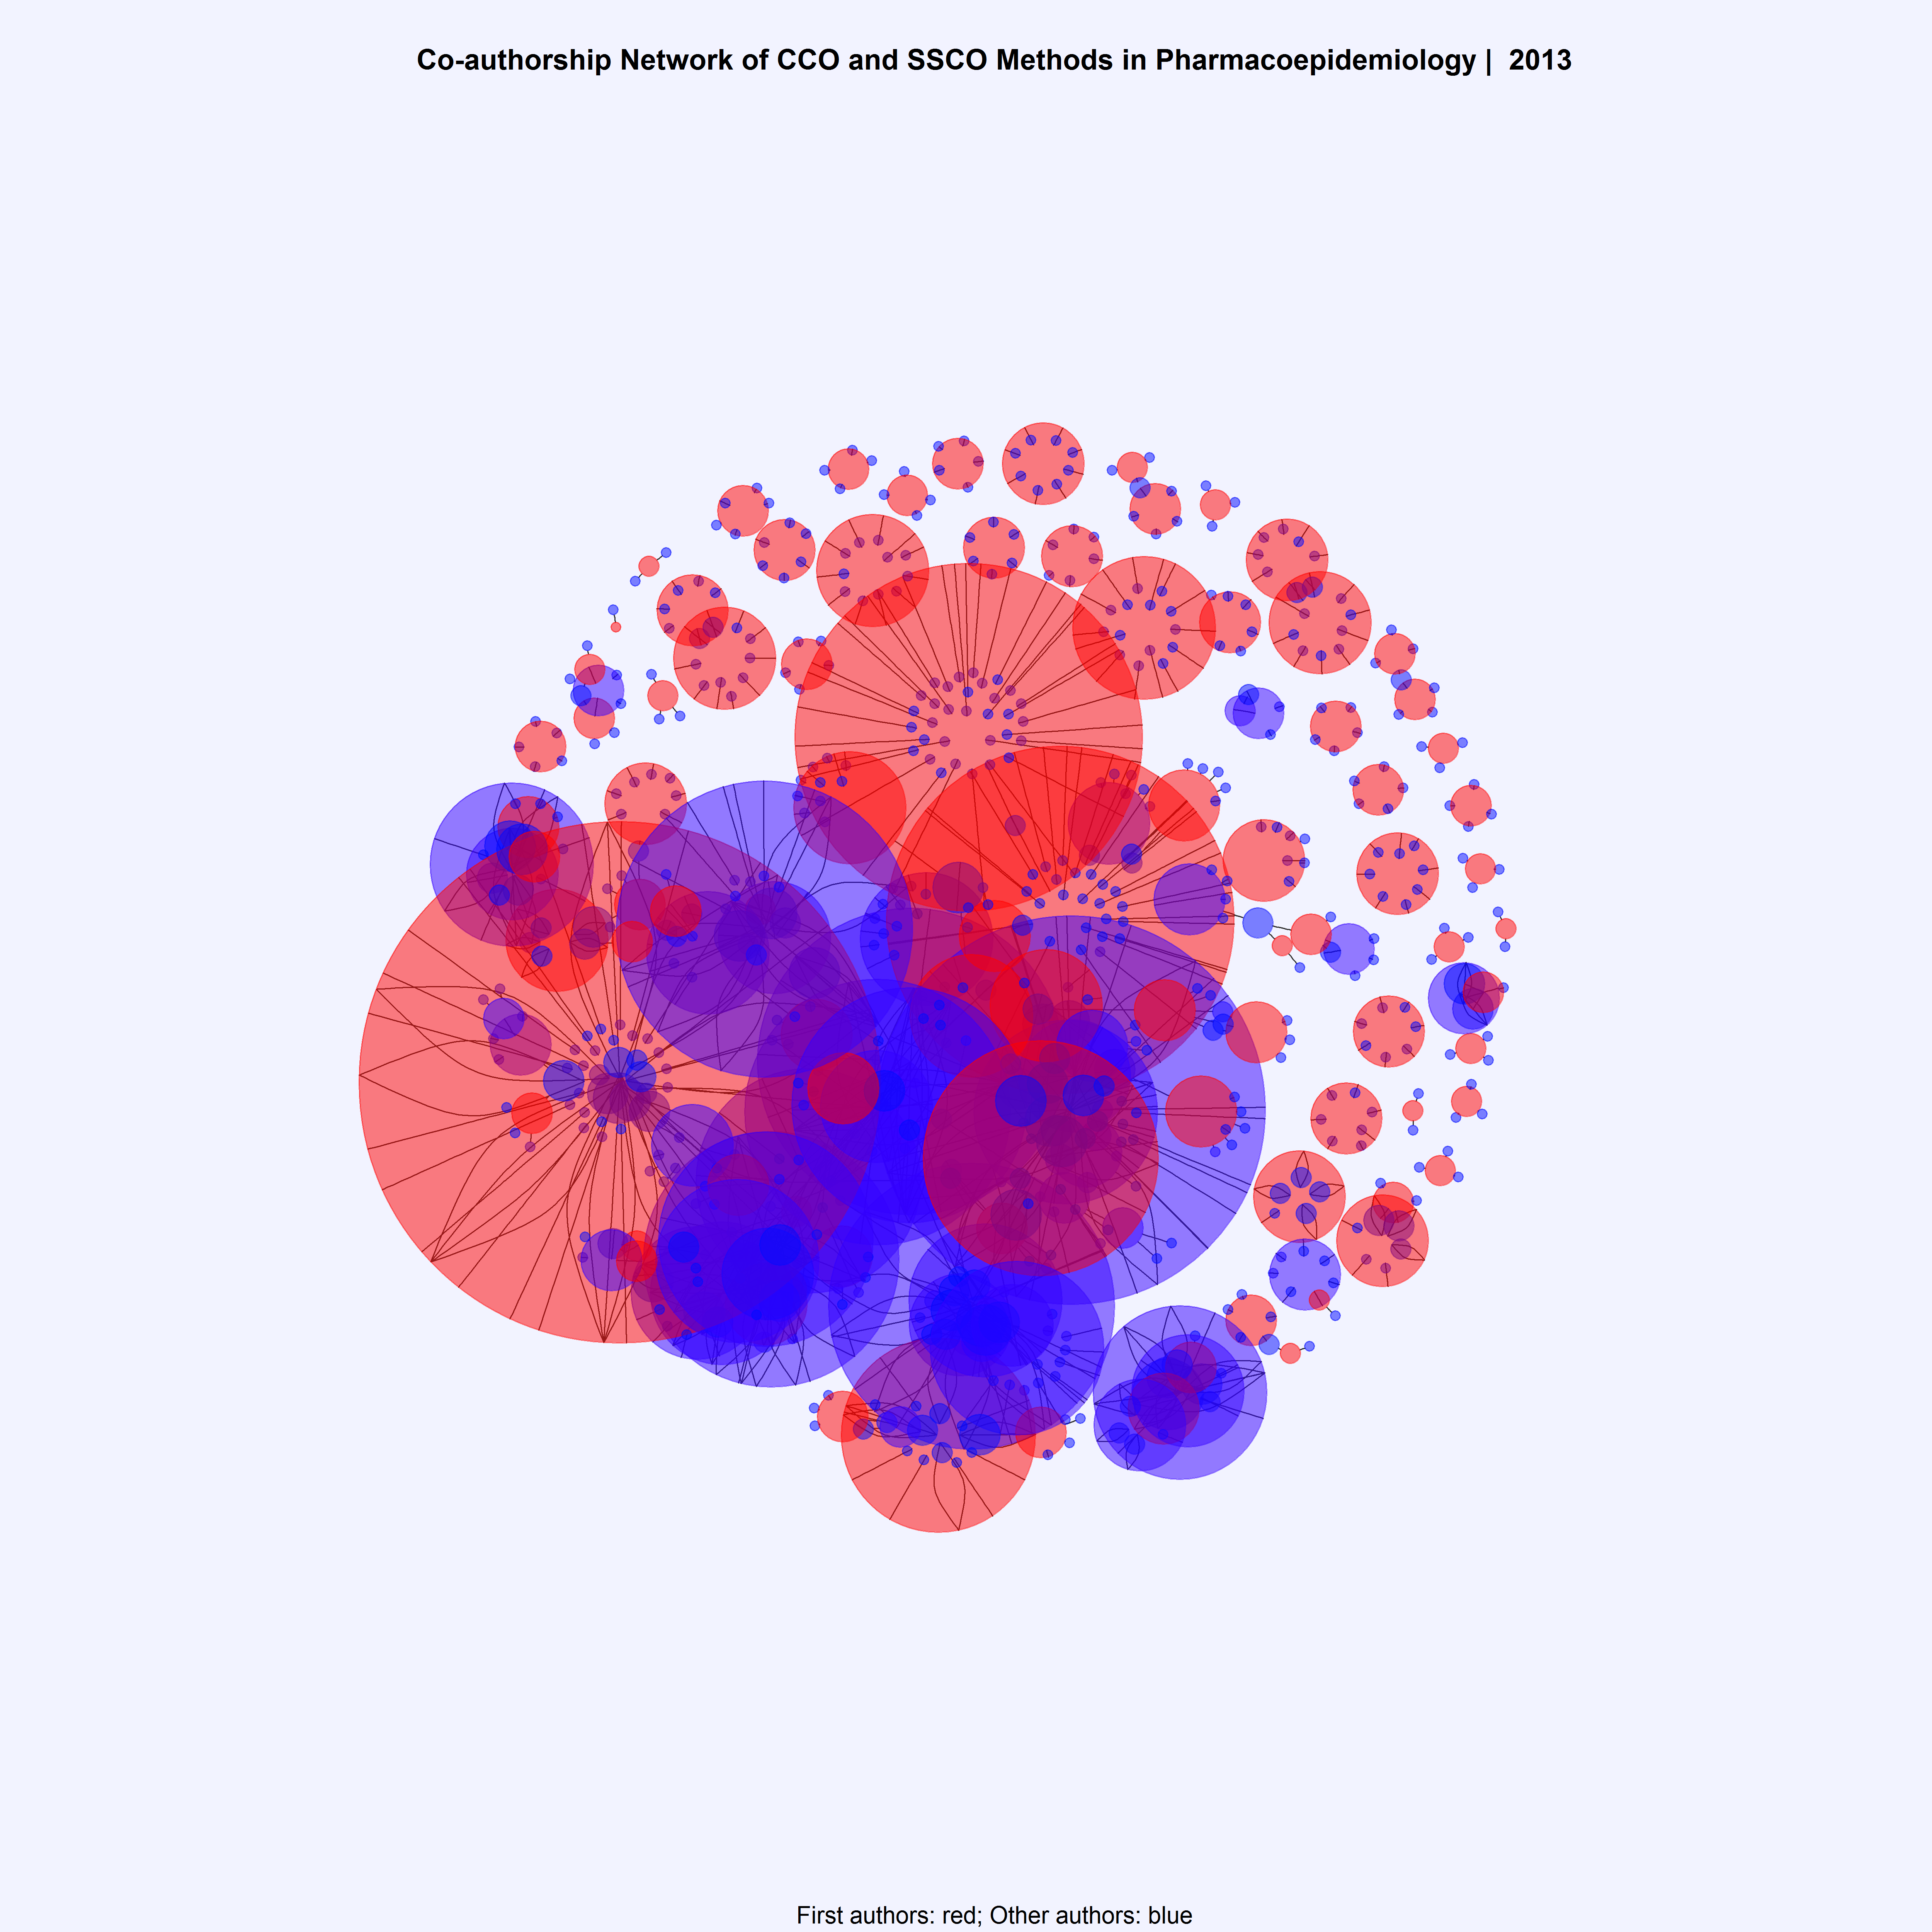 Co-authorship Network of CCO and SSCO Methods in Pharmacoepidemiology |  2013
First authors: red; Other authors: blue